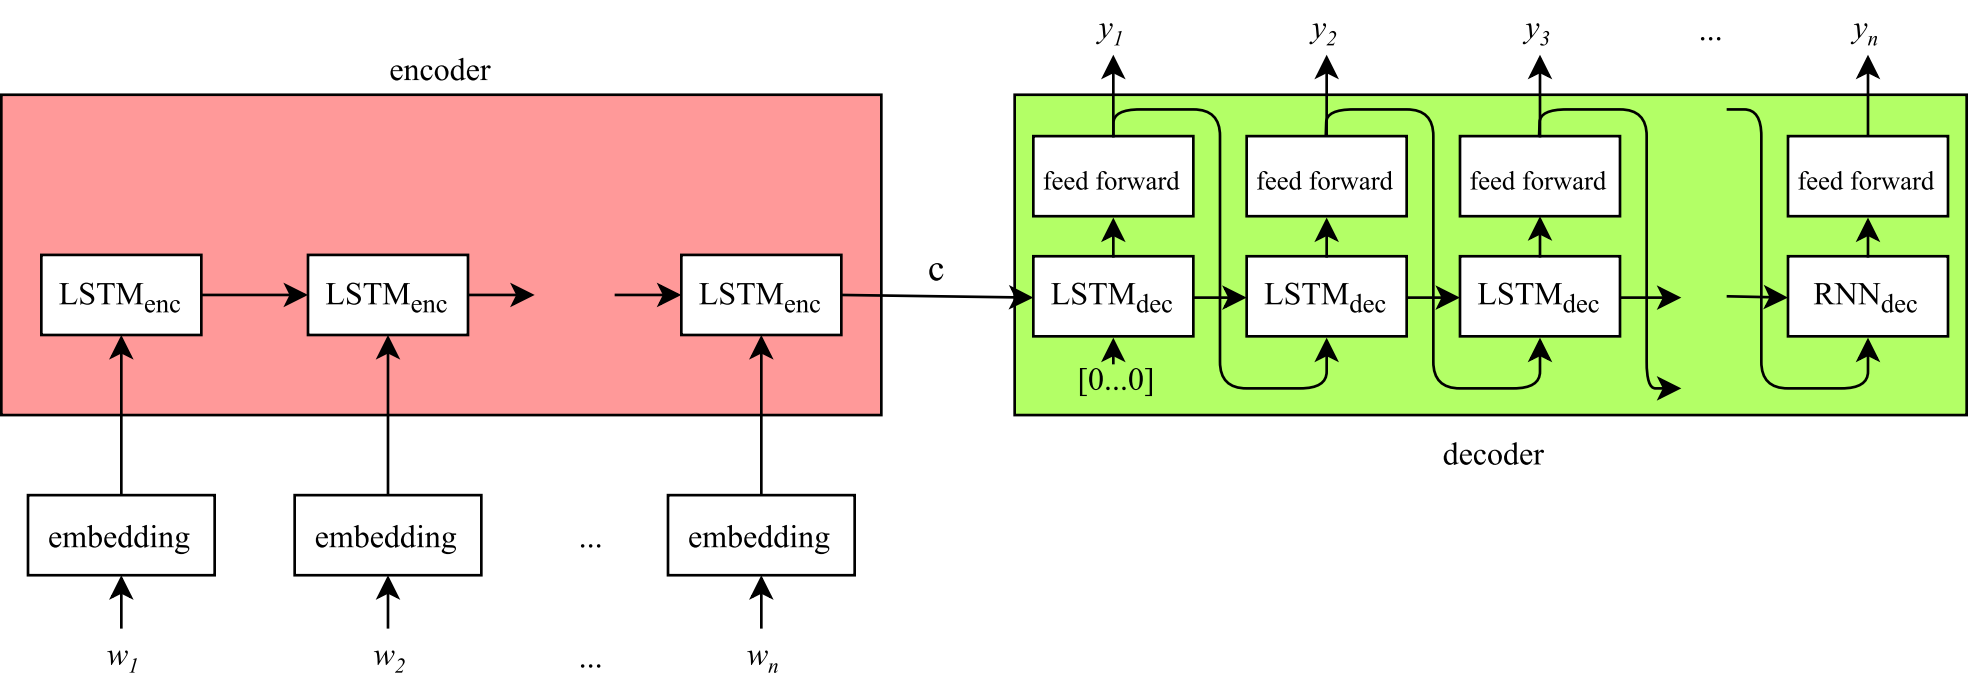 y1 y2 y3 ... yn
encoder
feed forward feed forward feed forward feed forward
LSTMenc LSTMenc LSTMenc c LSTMdec LSTMdec LSTMdec RNNdec
[0...0]
decoder
embedding embedding ... embedding
w1 w2 ... wn